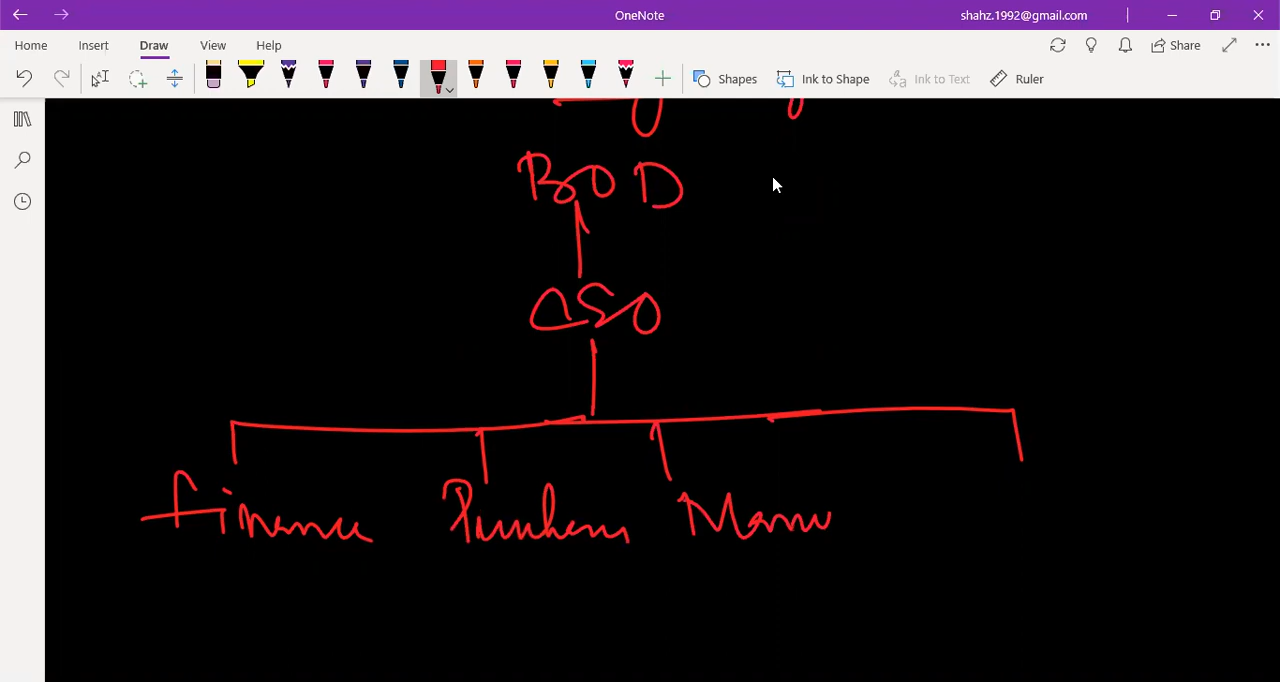 OneNote
shahz.1992@gmail.com
Home Insert Draw View Help
Share
Shapes Ink to Shape Ink to Text Ruler
BOD
CSO
Finance Purchase Manu